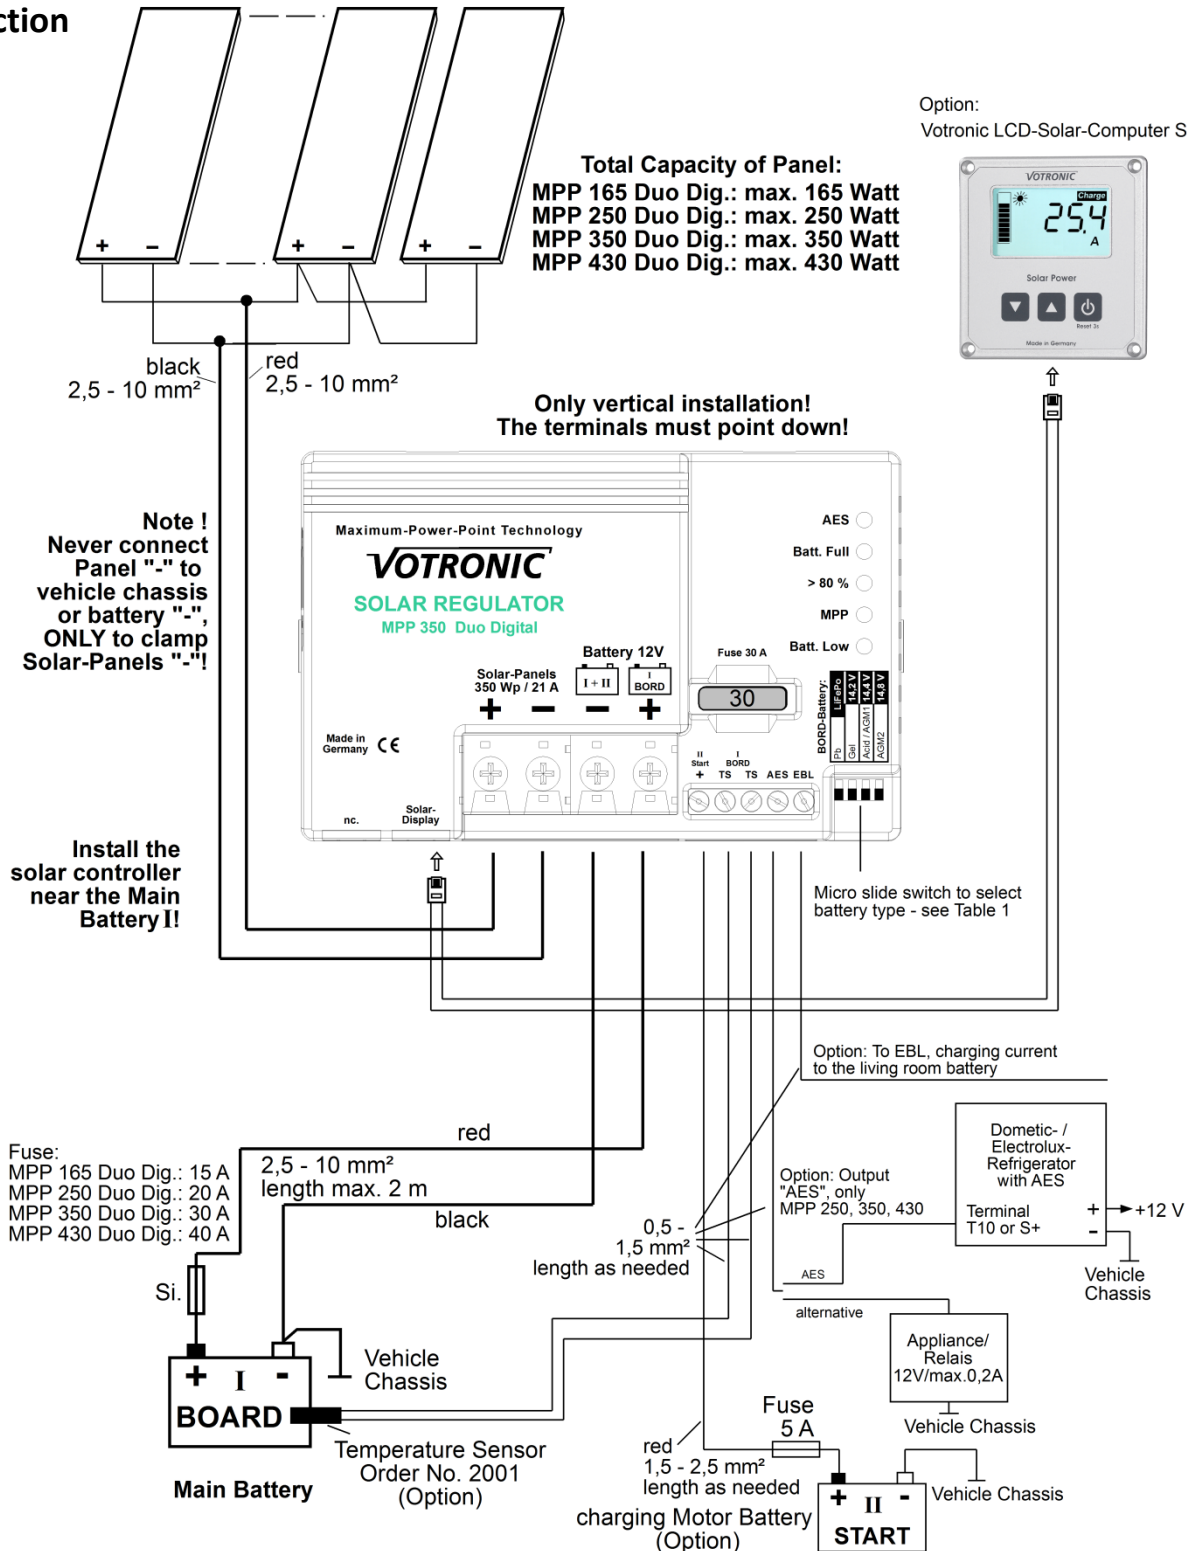 ction
Option:
Votronic LCD-Solar-Computer S
VOTRONIC
Charge
25.4
A
Solar Power
Reset 3s
Made in Germany
Total Capacity of Panel:
MPP 165 Duo Dig.: max. 165 Watt
MPP 250 Duo Dig.: max. 250 Watt
MPP 350 Duo Dig.: max. 350 Watt
MPP 430 Duo Dig.: max. 430 Watt
+ − + − + −
black
2,5 - 10 mm²
red
2,5 - 10 mm²
Only vertical installation!
The terminals must point down!
Note !
Never connect
Panel "-" to
vehicle chassis
or battery "-",
ONLY to clamp
Solar-Panels "-"!
Maximum-Power-Point Technology
VOTRONIC
SOLAR REGULATOR
MPP 350 Duo Digital
AES
Batt. Full
> 80 %
MPP
Batt. Low
Battery 12V
Solar-Panels
350 Wp / 21 A
I + II
I
BORD
+ − − +
Fuse 30 A
30
BORD-Battery:
Pb LiFePo
Gel 14,2 V
Acid / AGM1 14,4 V
AGM2 14,8 V
Made in
Germany CE
II
Start
+
I
BORD
TS TS AES EBL
nc.
Solar-
Display
Install the
solar controller
near the Main
Battery I!
Micro slide switch to select
battery type - see Table 1
Option: To EBL, charging current
to the living room battery
Fuse:
MPP 165 Duo Dig.: 15 A
MPP 250 Duo Dig.: 20 A
MPP 350 Duo Dig.: 30 A
MPP 430 Duo Dig.: 40 A
red
2,5 - 10 mm²
length max. 2 m
black
0,5 -
1,5 mm²
length as needed
Option: Output
"AES", only
MPP 250, 350, 430
Dometic- /
Electrolux-
Refrigerator
with AES
Terminal
T10 or S+
+
-
+12 V
Vehicle
Chassis
AES
alternative
Appliance/
Relais
12V/max.0,2A
Vehicle Chassis
Si.
+ I -
BOARD
Vehicle
Chassis
Temperature Sensor
Order No. 2001
(Option)
Main Battery
Fuse
5 A
red
1,5 - 2,5 mm²
length as needed
charging Motor Battery
(Option)
+ II -
START
Vehicle Chassis